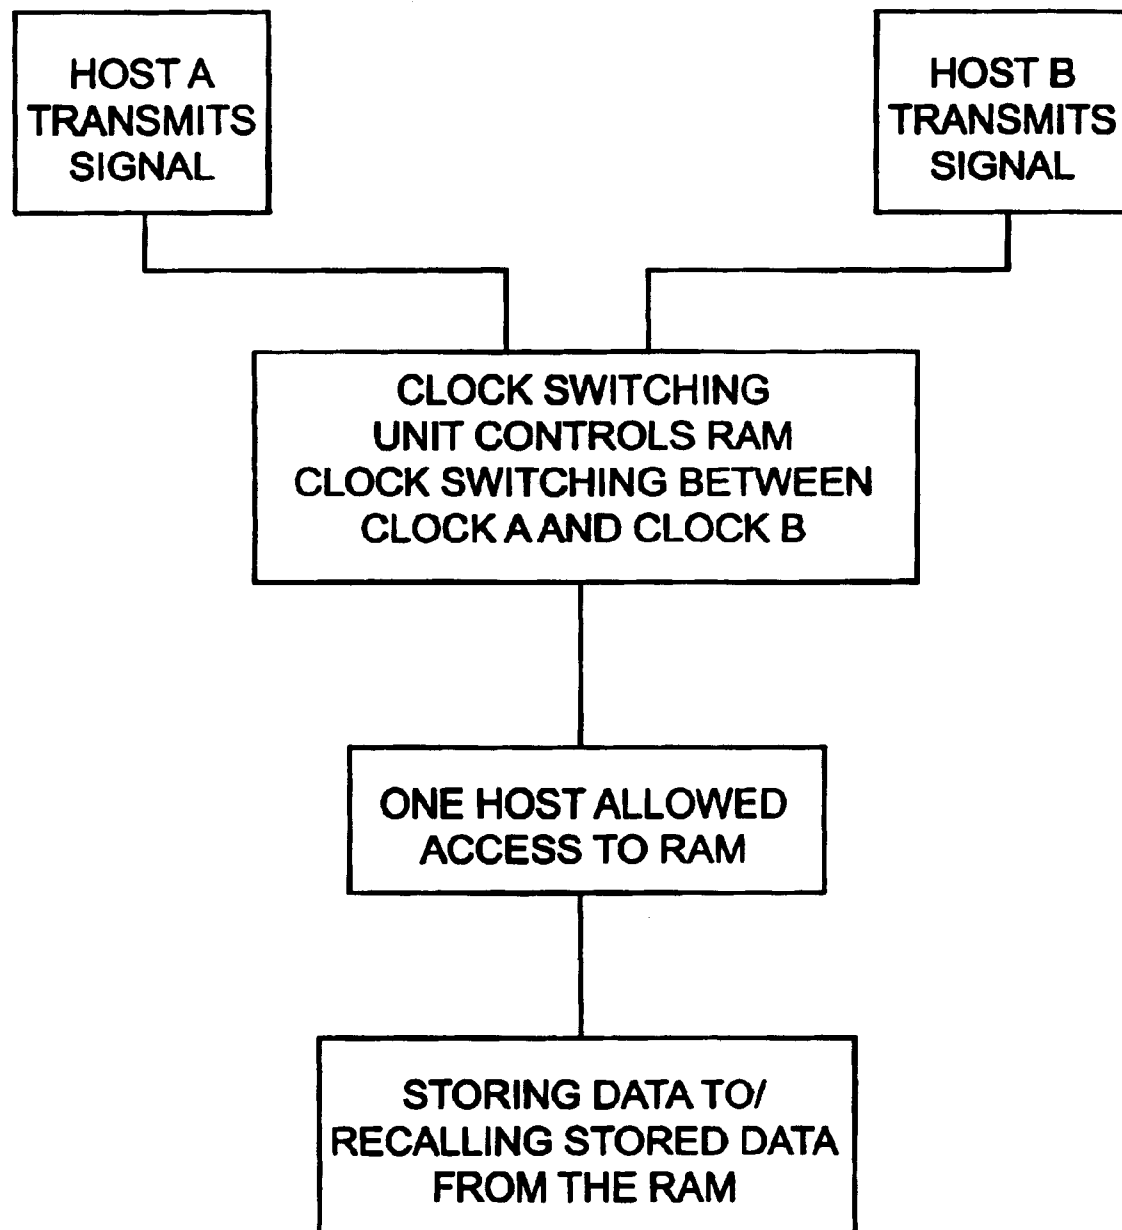 HOST A
TRANSMITS
SIGNAL
HOST B
TRANSMITS
SIGNAL
CLOCK SWITCHING
UNIT CONTROLS RAM
CLOCK SWITCHING BETWEEN
CLOCK A AND CLOCK B
ONE HOST ALLOWED
ACCESS TO RAM
STORING DATA TO/
RECALLING STORED DATA
FROM THE RAM